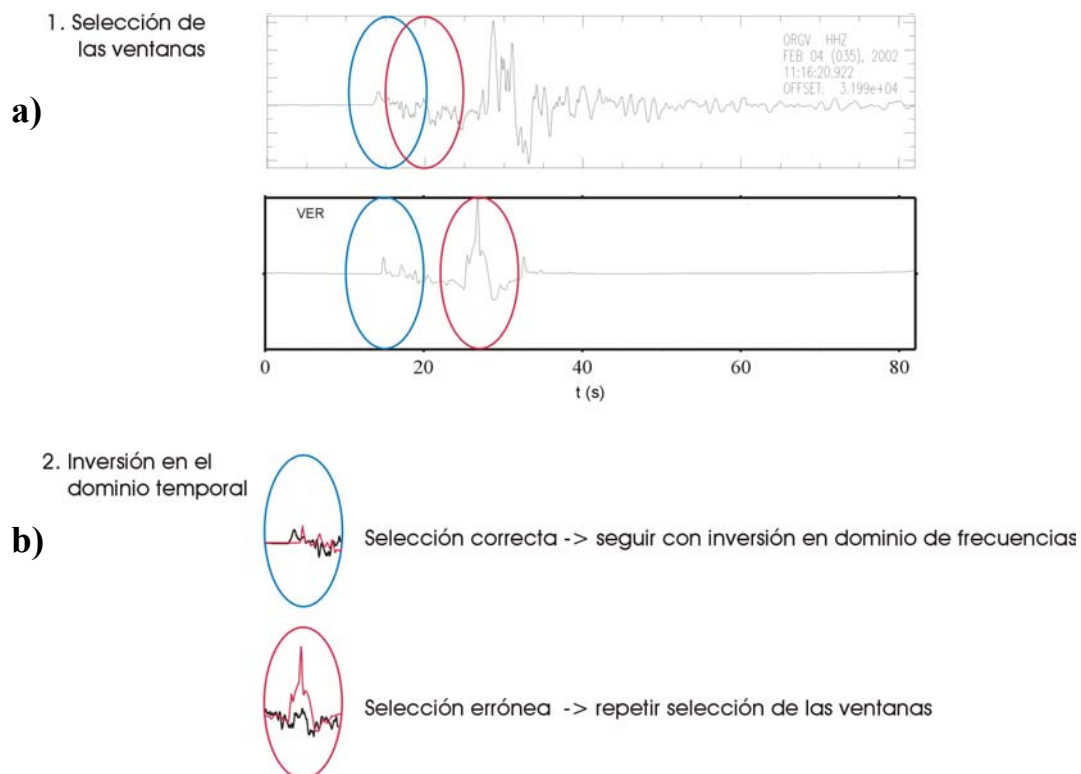 1. Selección de
las ventanas
a)
ORGV HHZ
FEB 04 (035), 2002
11:16:20.922
OFFSET: 3.199e+04
VER
0 20 40 60 80
t (s)
2. Inversión en el
dominio temporal
b)
Selección correcta -> seguir con inversión en dominio de frecuencias
Selección errónea -> repetir selección de las ventanas